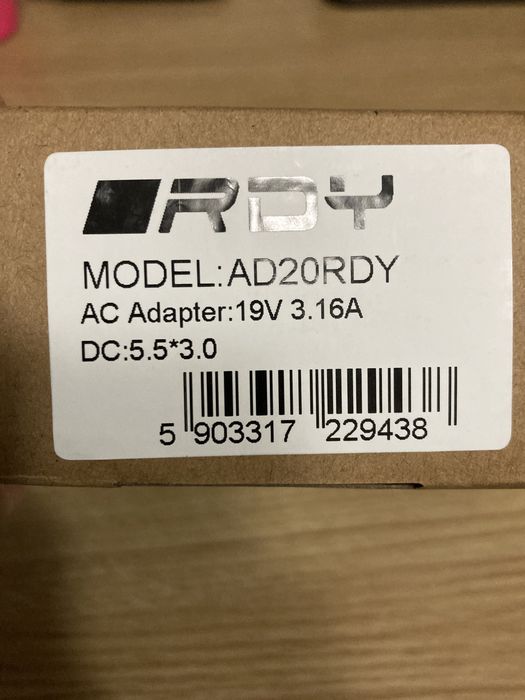 RDY
MODEL:AD20RDY
AC Adapter:19V 3.16A
DC:5.5*3.0
5 903317 229438